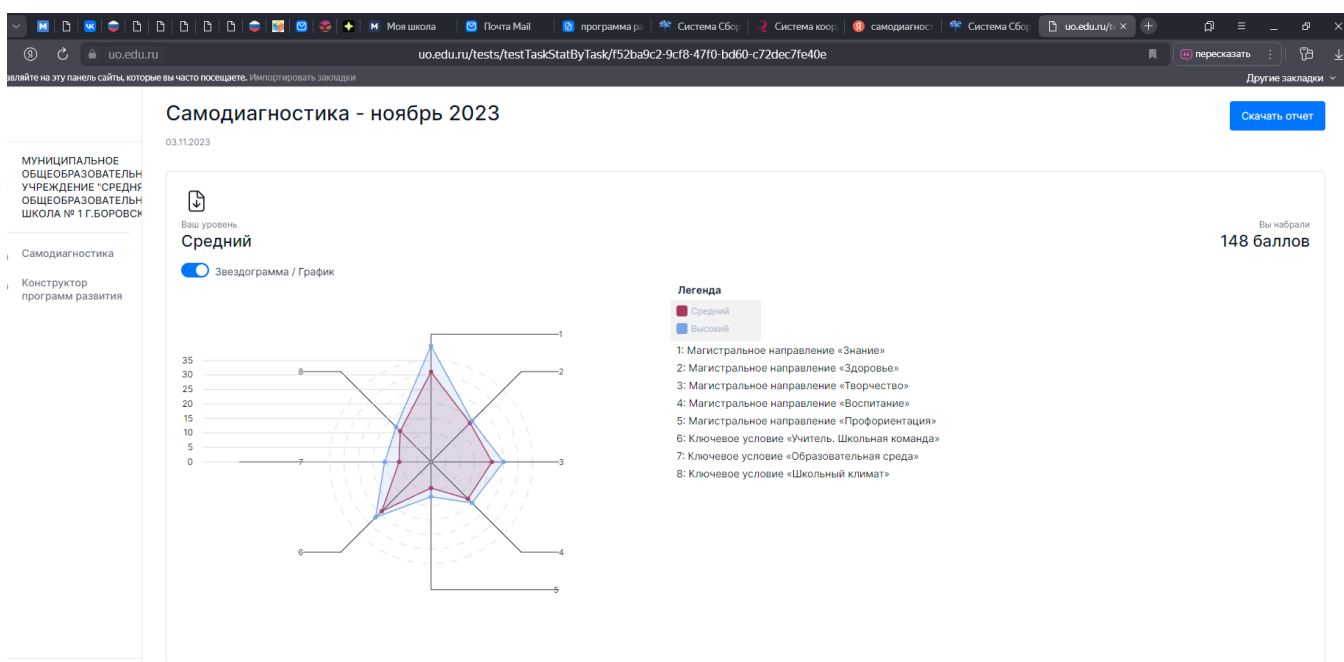 Моя школа
Почта Mail
программа ра
Система Сбор
Система коор
самодиагност
Система Сбор
uo.edu.ru/te
uo.edu.ru
uo.edu.ru/tests/testTaskStatByTask/f52ba9c2-9cf8-47f0-bd60-c72dec7fe40e
пересказать
авляйте на эту панель сайты, которые вы часто посещаете. Импортировать закладки
Другие закладки
МУНИЦИПАЛЬНОЕ
ОБЩЕОБРАЗОВАТЕЛЬН
УЧРЕЖДЕНИЕ "СРЕДНЯ
ОБЩЕОБРАЗОВАТЕЛЬН
ШКОЛА № 1 Г.БОРОВСК
Самодиагностика
Конструктор
программ развития
Самодиагностика - ноябрь 2023
Скачать отчет
03.11.2023
Ваш уровень
Средний
Вы набрали
148 баллов
Звездограмма / График
35
30
25
20
15
10
5
0
1
2
3
4
5
6
7
8
Легенда
Средний
Высокий
1: Магистральное направление «Знание»
2: Магистральное направление «Здоровье»
3: Магистральное направление «Творчество»
4: Магистральное направление «Воспитание»
5: Магистральное направление «Профориентация»
6: Ключевое условие «Учитель. Школьная команда»
7: Ключевое условие «Образовательная среда»
8: Ключевое условие «Школьный климат»